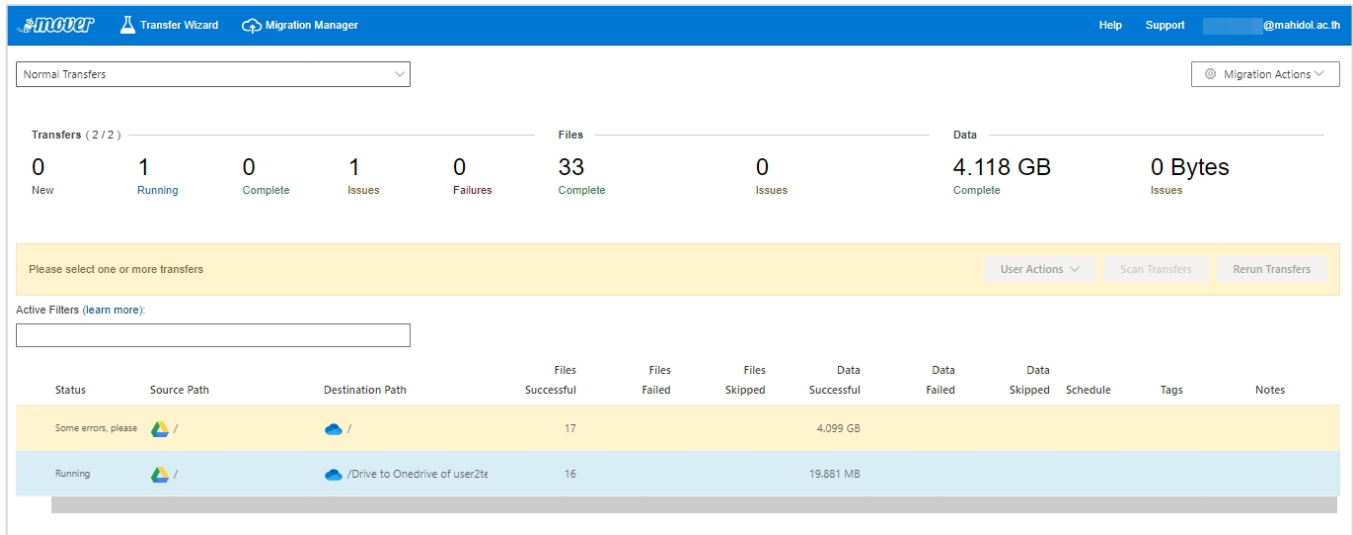 mover Transfer Wizard Migration Manager Help Support @mahidol.ac.th
Normal Transfers Migration Actions
Transfers ( 2 / 2 ) Files Data
0 1 0 1 0 33 0 4.118 GB 0 Bytes
New Running Complete Issues Failures Complete Issues Complete Issues
Please select one or more transfers User Actions Scan Transfers Rerun Transfers
Active Filters (learn more):
Files Files Files Data Data Data
Status Source Path Destination Path Successful Failed Skipped Successful Failed Skipped Schedule Tags Notes
Some errors, please / / 17 4.099 GB
Running / /Drive to Onedrive of user2te 16 19.881 MB